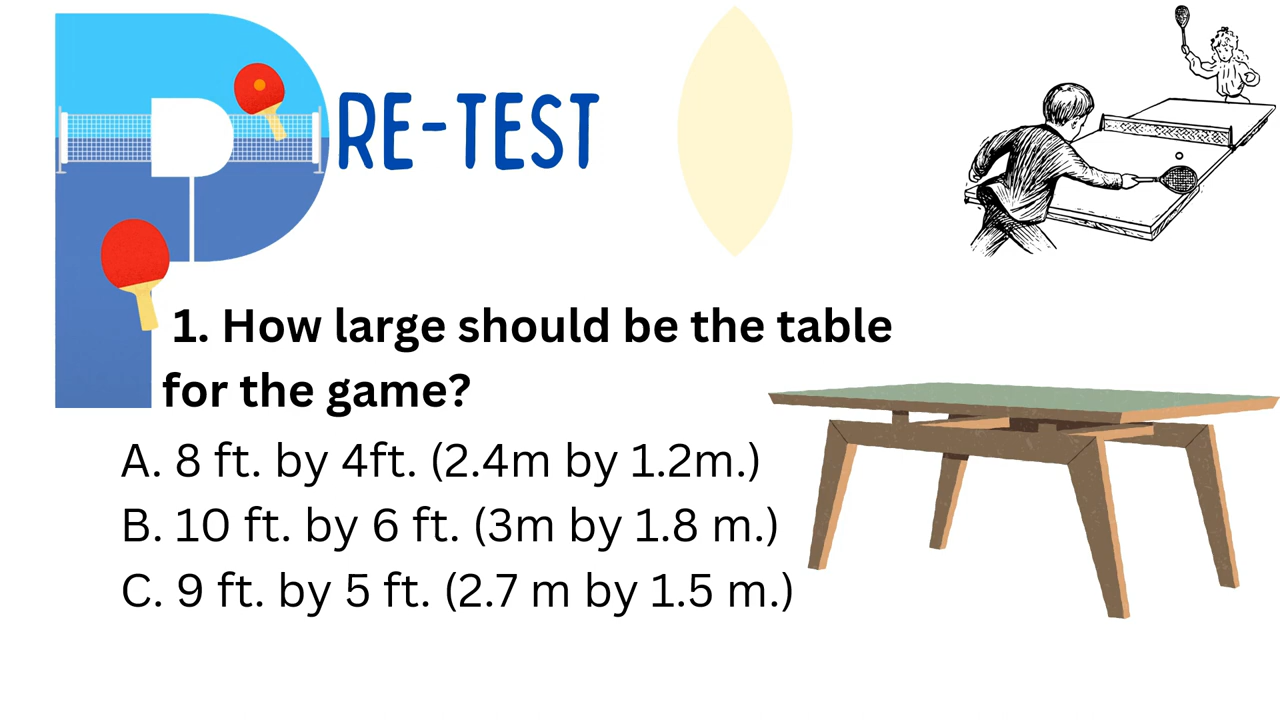 PRE-TEST
1. How large should be the table
for the game?
A. 8 ft. by 4ft. (2.4m by 1.2m.)
B. 10 ft. by 6 ft. (3m by 1.8 m.)
C. 9 ft. by 5 ft. (2.7 m by 1.5 m.)